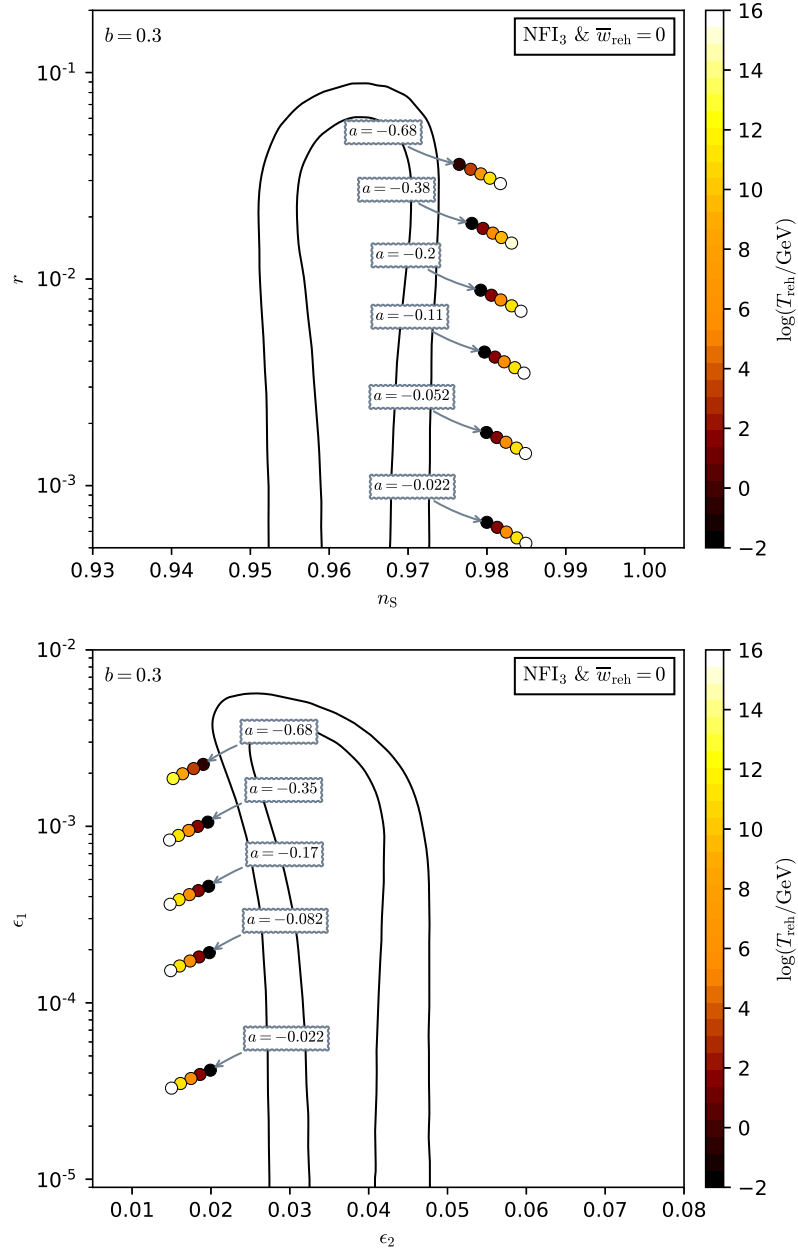 b = 0.3
NFI₃ & w̅_reh = 0
a = −0.68
a = −0.38
a = −0.2
a = −0.11
a = −0.052
a = −0.022
10⁻¹
10⁻²
10⁻³
r
0.93 0.94 0.95 0.96 0.97 0.98 0.99 1.00
n_S
16
14
12
10
8
6
4
2
0
−2
log(T_reh/GeV)
b = 0.3
NFI₃ & w̅_reh = 0
a = −0.68
a = −0.35
a = −0.17
a = −0.082
a = −0.022
10⁻²
10⁻³
10⁻⁴
10⁻⁵
ϵ₁
0.01 0.02 0.03 0.04 0.05 0.06 0.07 0.08
ϵ₂
16
14
12
10
8
6
4
2
0
−2
log(T_reh/GeV)